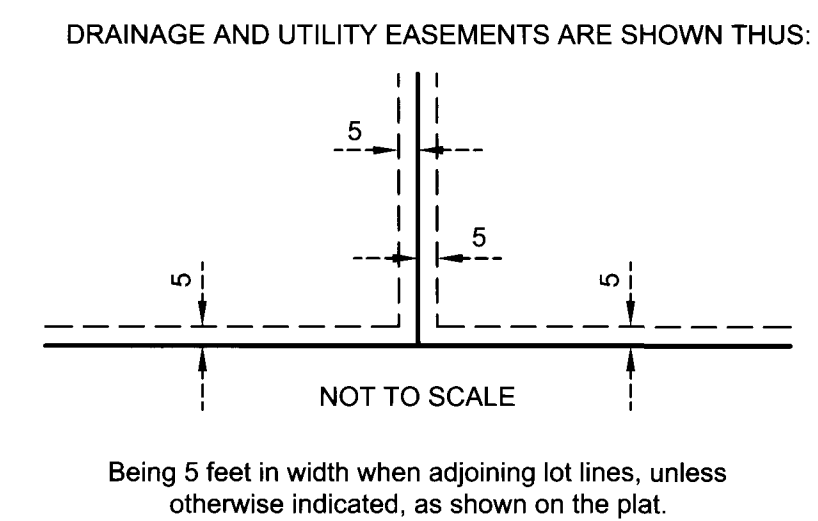 DRAINAGE AND UTILITY EASEMENTS ARE SHOWN THUS:
5
5
5
5
NOT TO SCALE
Being 5 feet in width when adjoining lot lines, unless
otherwise indicated, as shown on the plat.